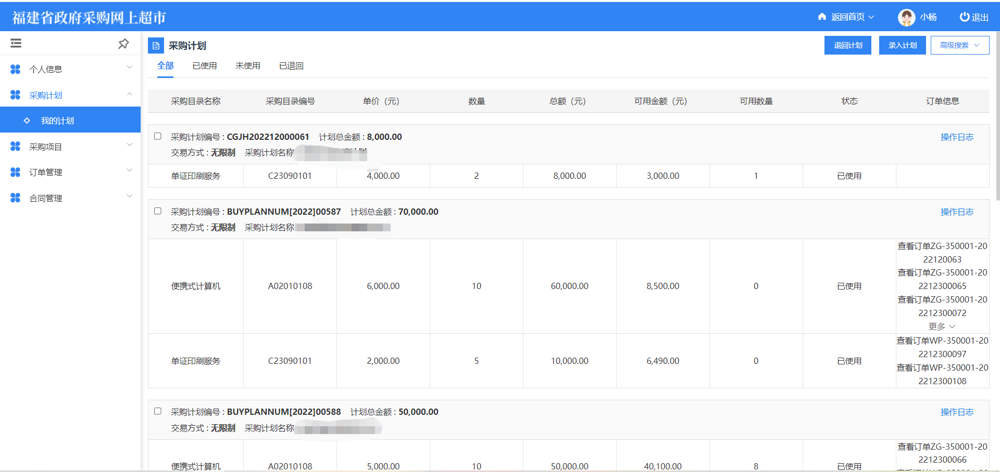 福建省政府采购网上超市
返回首页
小杨
退出
个人信息
采购计划
我的计划
采购项目
订单管理
合同管理
采购计划
退回计划
录入计划
高级搜索
全部 已使用 未使用 已退回
采购目录名称 采购目录编号 单价（元） 数量 总额（元） 可用金额（元） 可用数量 状态 订单信息
采购计划编号 : CGJH202212000061 计划总金额 : 8,000.00 操作日志
交易方式 : 无限制 采购计划名称
单证印刷服务 C23090101 4,000.00 2 8,000.00 3,000.00 1 已使用
采购计划编号 : BUYPLANNUM[2022]00587 计划总金额 : 70,000.00 操作日志
交易方式 : 无限制 采购计划名称
便携式计算机 A02010108 6,000.00 10 60,000.00 8,500.00 0 已使用
查看订单ZG-350001-20
22120063
查看订单ZG-350001-20
2212300065
查看订单ZG-350001-20
2212300072
更多
单证印刷服务 C23090101 2,000.00 5 10,000.00 6,490.00 0 已使用
查看订单WP-350001-20
2212300097
查看订单WP-350001-20
2212300108
采购计划编号 : BUYPLANNUM[2022]00588 计划总金额 : 50,000.00 操作日志
交易方式 : 无限制 采购计划名称
便携式计算机 A02010108 5,000.00 10 50,000.00 40,100.00 8 已使用
查看订单ZG-350001-20
2212300066